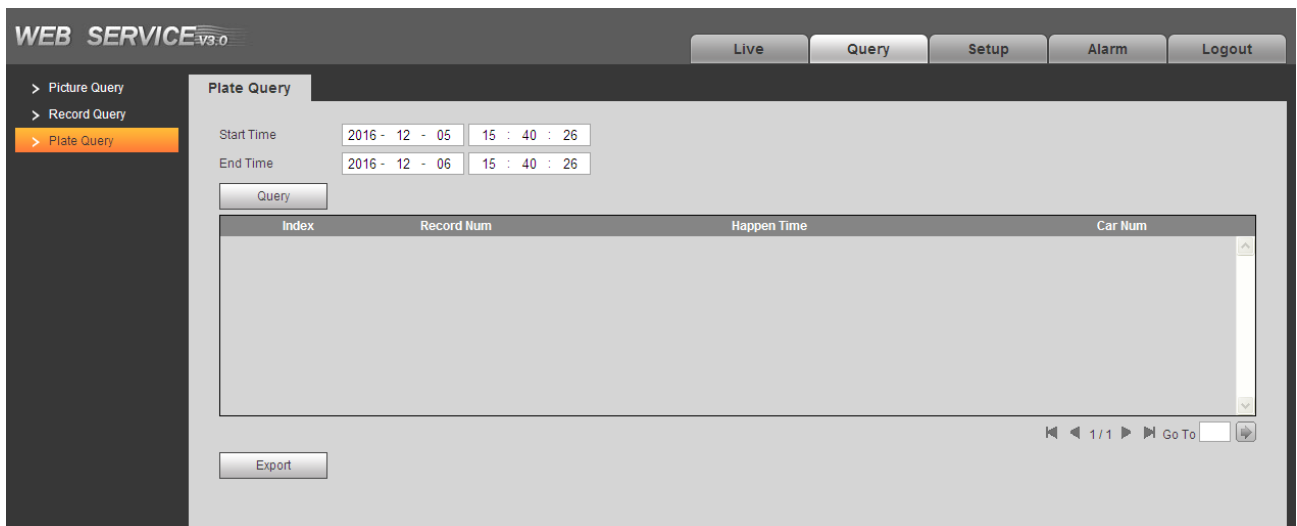 WEB SERVICE V3.0
Live Query Setup Alarm Logout
> Picture Query
> Record Query
> Plate Query
Plate Query
Start Time 2016 - 12 - 05 15 : 40 : 26
End Time 2016 - 12 - 06 15 : 40 : 26
Query
Index Record Num Happen Time Car Num
1 / 1 Go To
Export